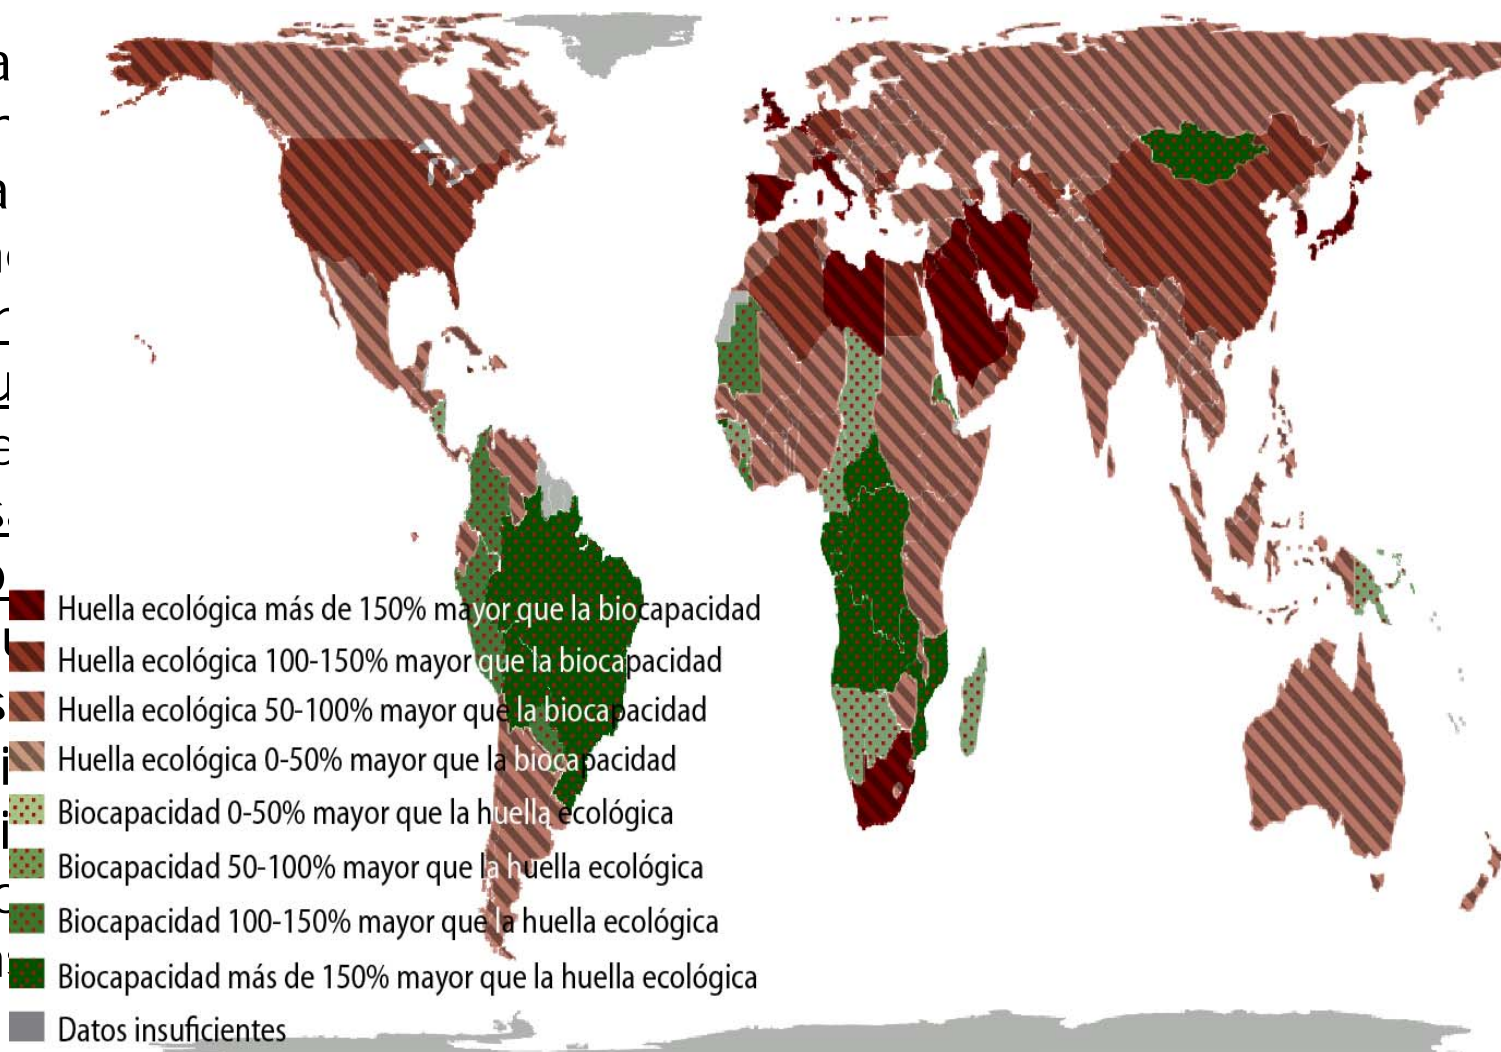 Huella ecológica más de 150% mayor que la biocapacidad
Huella ecológica 100-150% mayor que la biocapacidad
Huella ecológica 50-100% mayor que la biocapacidad
Huella ecológica 0-50% mayor que la biocapacidad
Biocapacidad 0-50% mayor que la huella ecológica
Biocapacidad 50-100% mayor que la huella ecológica
Biocapacidad 100-150% mayor que la huella ecológica
Biocapacidad más de 150% mayor que la huella ecológica
Datos insuficientes